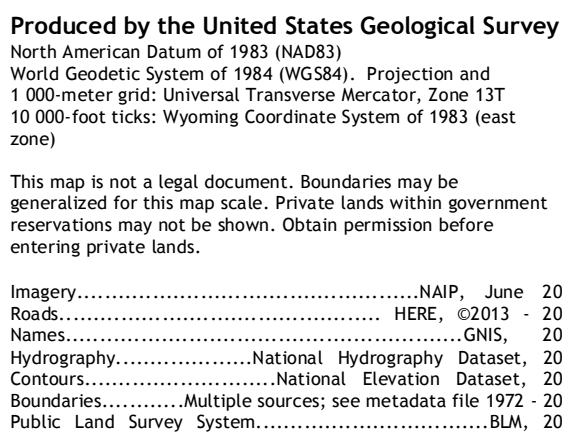 Produced by the United States Geological Survey
North American Datum of 1983 (NAD83)
World Geodetic System of 1984 (WGS84). Projection and
1 000-meter grid: Universal Transverse Mercator, Zone 13T
10 000-foot ticks: Wyoming Coordinate System of 1983 (east
zone)
This map is not a legal document. Boundaries may be
generalized for this map scale. Private lands within government
reservations may not be shown. Obtain permission before
entering private lands.
Imagery..................................................NAIP, June 20
Roads............................................... HERE, ©2013 - 20
Names..........................................................GNIS, 20
Hydrography....................National Hydrography Dataset, 20
Contours............................National Elevation Dataset, 20
Boundaries............Multiple sources; see metadata file 1972 - 20
Public Land Survey System..................................BLM, 20